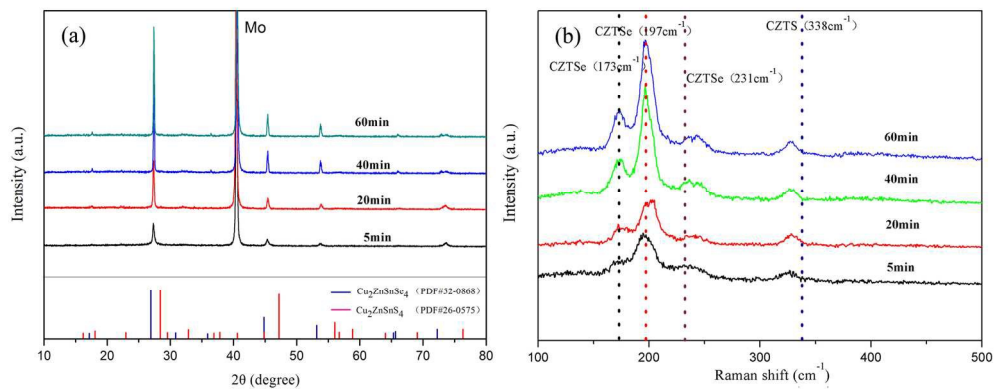 (a)
Mo
60min
40min
20min
5min
Cu2ZnSnSe4 (PDF#32-0868)
Cu2ZnSnS4 (PDF#26-0575)
Intensity (a.u.)
10 20 30 40 50 60 70 80
2θ (degree)
(b)
CZTSe (197cm-1)
CZTS (338cm-1)
CZTSe (173cm-1)
CZTSe (231cm-1)
60min
40min
20min
5min
Intensity (a.u.)
100 200 300 400 500
Raman shift (cm-1)